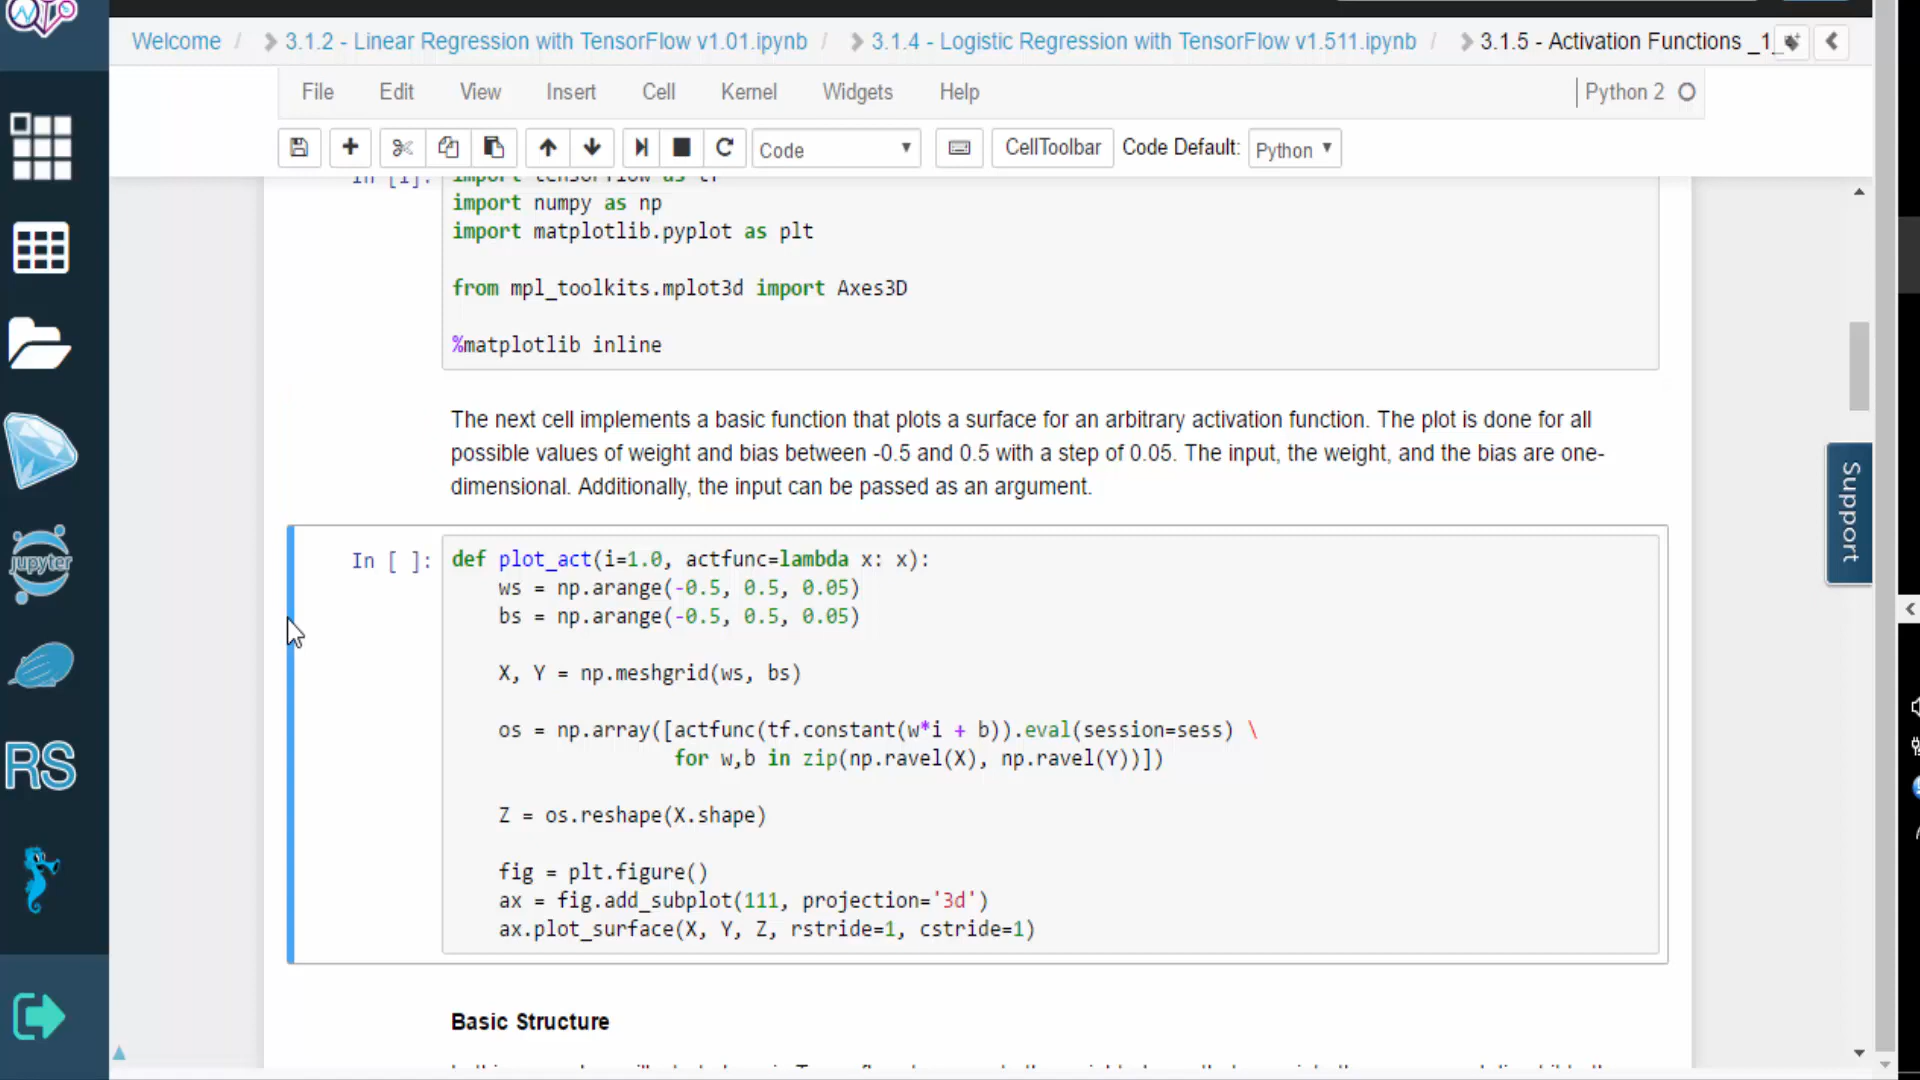 Welcome / 3.1.2 - Linear Regression with TensorFlow v1.01.ipynb / 3.1.4 - Logistic Regression with TensorFlow v1.511.ipynb / 3.1.5 - Activation Functions _1_
File Edit View Insert Cell Kernel Widgets Help Python 2
Code CellToolbar Code Default: Python
In [1]: import tensorflow as tf
import numpy as np
import matplotlib.pyplot as plt
from mpl_toolkits.mplot3d import Axes3D
%matplotlib inline
The next cell implements a basic function that plots a surface for an arbitrary activation function. The plot is done for all
possible values of weight and bias between -0.5 and 0.5 with a step of 0.05. The input, the weight, and the bias are one-
dimensional. Additionally, the input can be passed as an argument.
Support
In [ ]: def plot_act(i=1.0, actfunc=lambda x: x):
ws = np.arange(-0.5, 0.5, 0.05)
bs = np.arange(-0.5, 0.5, 0.05)
X, Y = np.meshgrid(ws, bs)
os = np.array([actfunc(tf.constant(w*i + b)).eval(session=sess) \
for w,b in zip(np.ravel(X), np.ravel(Y))])
Z = os.reshape(X.shape)
fig = plt.figure()
ax = fig.add_subplot(111, projection='3d')
ax.plot_surface(X, Y, Z, rstride=1, cstride=1)
jupyter
RS
Basic Structure